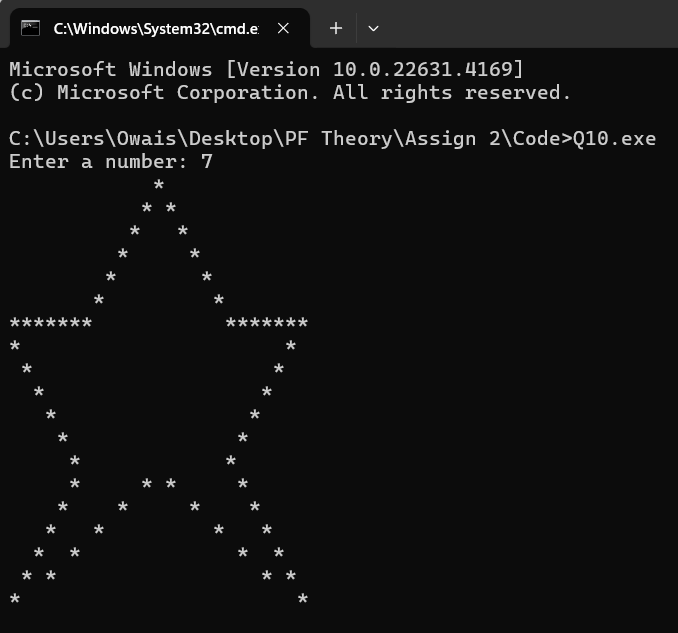 C:\Windows\System32\cmd.e
Microsoft Windows [Version 10.0.22631.4169]
(c) Microsoft Corporation. All rights reserved.
C:\Users\Owais\Desktop\PF Theory\Assign 2\Code>Q10.exe
Enter a number: 7
            *
           * *
          *   *
         *     *
        *       *
       *         *
*******           *******
*                      *
 *                    *
  *                  *
   *                *
    *              *
     *            *
     *     * *     *
    *    *     *    *
   *   *         *   *
  *  *             *  *
 * *                 * *
*                       *